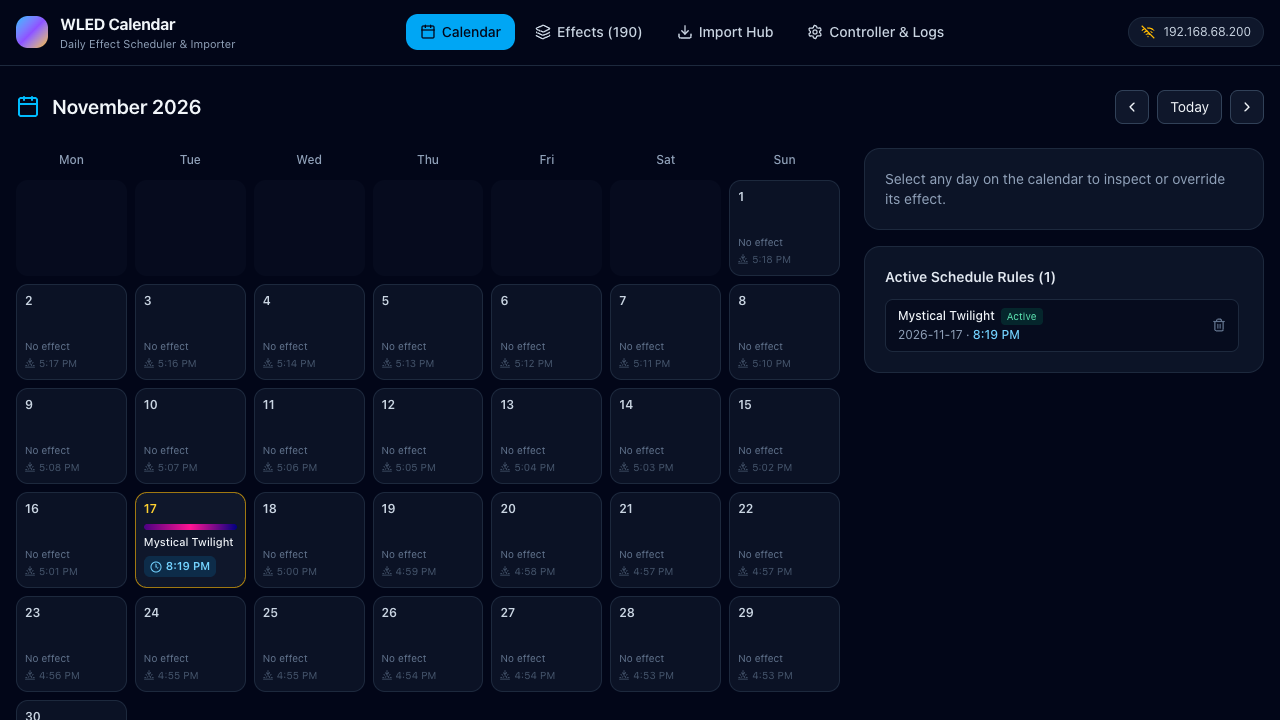 WLED Calendar
Daily Effect Scheduler & Importer
Calendar
Effects (190)
Import Hub
Controller & Logs
192.168.68.200
November 2026
Today
Mon Tue Wed Thu Fri Sat Sun
1
No effect
5:18 PM
2 3 4 5 6 7 8
No effect No effect No effect No effect No effect No effect No effect
5:17 PM 5:16 PM 5:14 PM 5:13 PM 5:12 PM 5:11 PM 5:10 PM
9 10 11 12 13 14 15
No effect No effect No effect No effect No effect No effect No effect
5:08 PM 5:07 PM 5:06 PM 5:05 PM 5:04 PM 5:03 PM 5:02 PM
16 17 18 19 20 21 22
Mystical Twilight
No effect No effect No effect No effect No effect No effect
5:01 PM 8:19 PM 5:00 PM 4:59 PM 4:58 PM 4:57 PM 4:57 PM
23 24 25 26 27 28 29
No effect No effect No effect No effect No effect No effect No effect
4:56 PM 4:55 PM 4:55 PM 4:54 PM 4:54 PM 4:53 PM 4:53 PM
30
Select any day on the calendar to inspect or override
its effect.
Active Schedule Rules (1)
Mystical Twilight Active
2026-11-17 · 8:19 PM